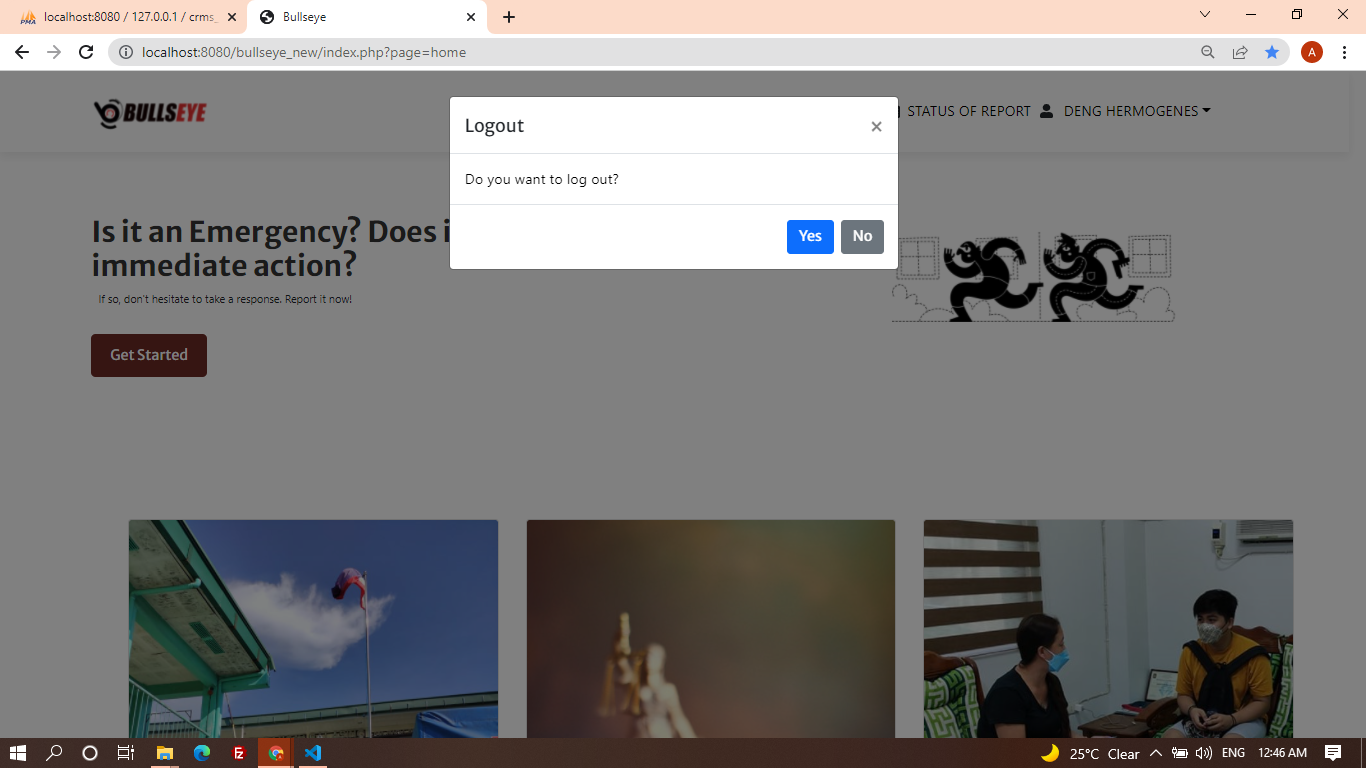 localhost:8080 / 127.0.0.1 / crms_
Bullseye
localhost:8080/bullseye_new/index.php?page=home
A
BULLSEYE
STATUS OF REPORT
DENG HERMOGENES
Logout
×
Do you want to log out?
Yes
No
Is it an Emergency? Does i
immediate action?
If so, don't hesitate to take a response. Report it now!
Get Started
25°C Clear
ENG
12:46 AM